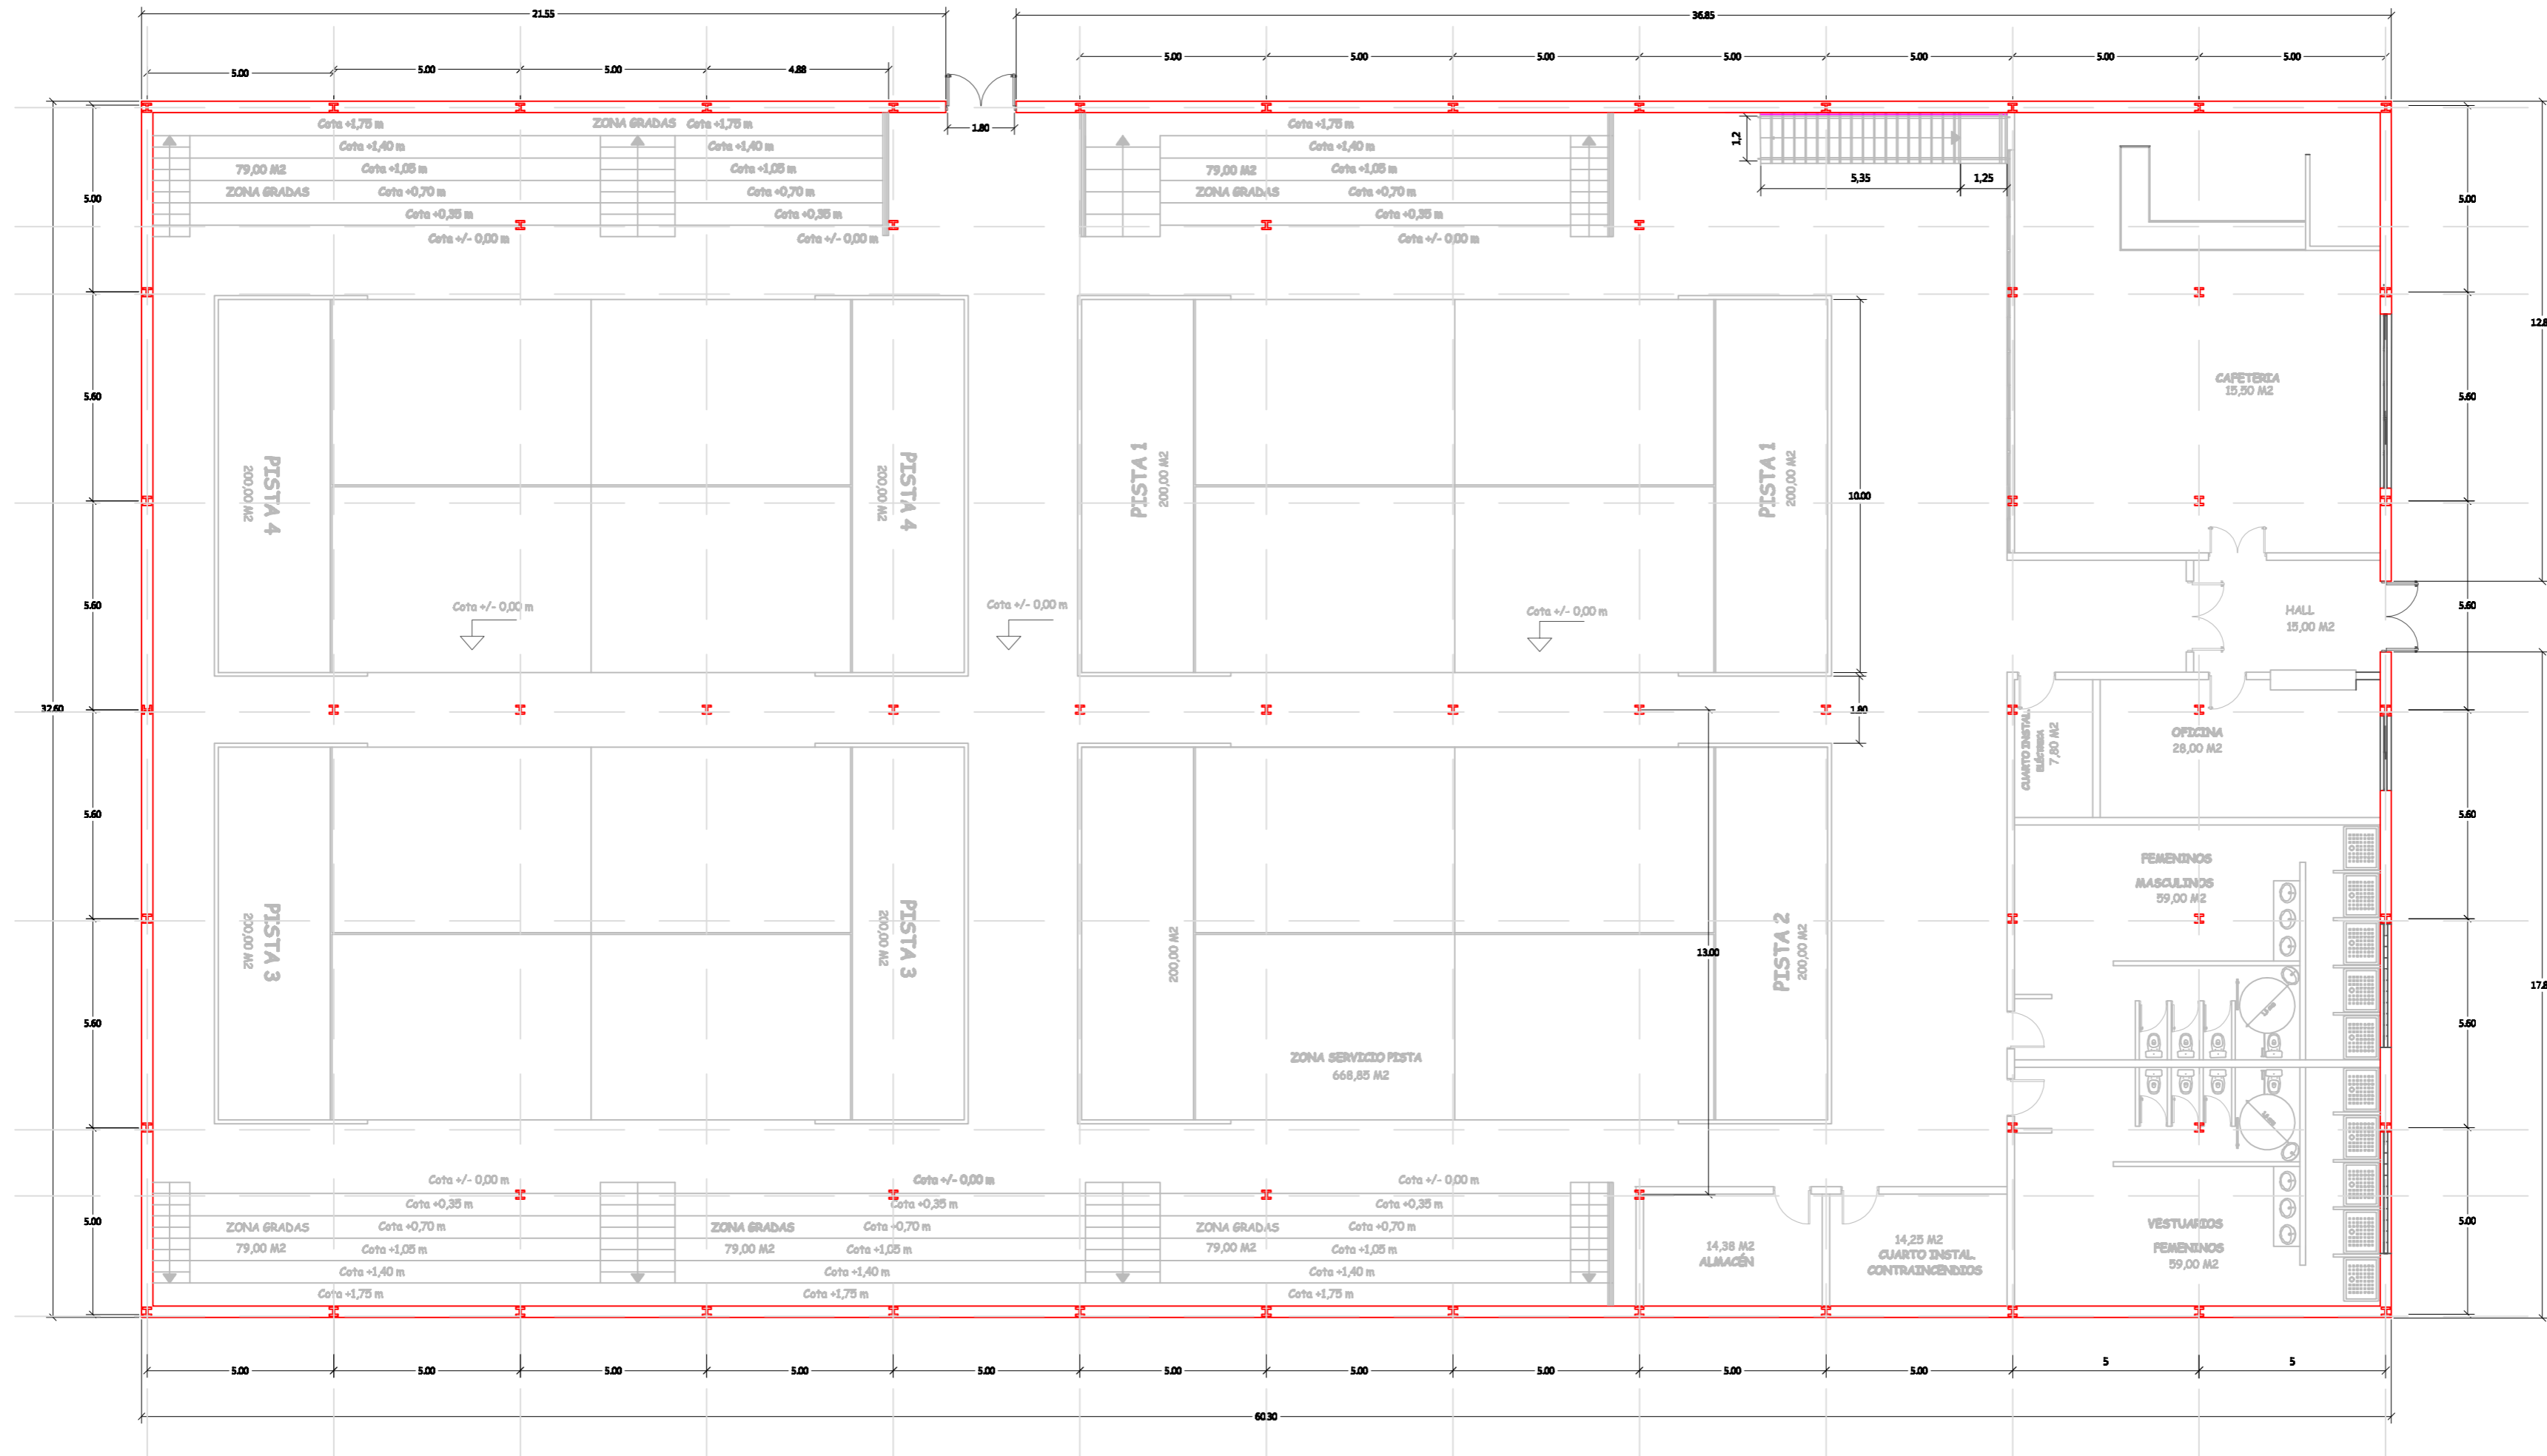 21.55
36.85
5.00
5.00
5.00
4.88
5.00
5.00
5.00
5.00
5.00
5.00
5.00
1.80
Cota +1,75 m
ZONA GRADAS
Cota +1,75 m
Cota +1,40 m
Cota +1,40 m
79,00 M2
Cota +1,05 m
Cota +1,05 m
ZONA GRADAS
Cota +0,70 m
Cota +0,70 m
Cota +0,35 m
Cota +0,35 m
Cota +/- 0,00 m
Cota +/- 0,00 m
Cota +1,75 m
Cota +1,40 m
79,00 M2
Cota +1,05 m
ZONA GRADAS
Cota +0,70 m
Cota +0,35 m
Cota +/- 0,00 m
1,2
5,35
1,25
5.00
5.60
5.60
5.60
5.60
5.00
32.60
5.00
5.60
5.60
5.60
5.60
5.00
12.8
17.8
CAFETERIA
15,50 M2
PISTA 4
200,00 M2
PISTA 4
200,00 M2
PISTA 1
200,00 M2
PISTA 1
200,00 M2
10.00
Cota +/- 0,00 m
Cota +/- 0,00 m
Cota +/- 0,00 m
HALL
15,00 M2
1.80
CUARTO INSTAL.
ELÉCTRICA
7,80 M2
OFICINA
28,00 M2
FEMENINOS
MASCULINOS
59,00 M2
PISTA 3
200,00 M2
PISTA 3
200,00 M2
200,00 M2
PISTA 2
200,00 M2
13.00
ZONA SERVICIO PISTA
668,85 M2
Cota +/- 0,00 m
Cota +/- 0,00 m
Cota +/- 0,00 m
Cota +0,35 m
Cota +0,35 m
Cota +0,35 m
ZONA GRADAS
Cota +0,70 m
ZONA GRADAS
Cota +0,70 m
ZONA GRADAS
Cota +0,70 m
79,00 M2
Cota +1,05 m
79,00 M2
Cota +1,05 m
79,00 M2
Cota +1,05 m
Cota +1,40 m
Cota +1,40 m
Cota +1,40 m
Cota +1,75 m
Cota +1,75 m
Cota +1,75 m
14,38 M2
ALMACÉN
14,25 M2
CUARTO INSTAL.
CONTRAINCENDIOS
VESTUARIOS
FEMENINOS
59,00 M2
5.00
5.00
5.00
5.00
5.00
5.00
5.00
5.00
5.00
5.00
5
5
60.30